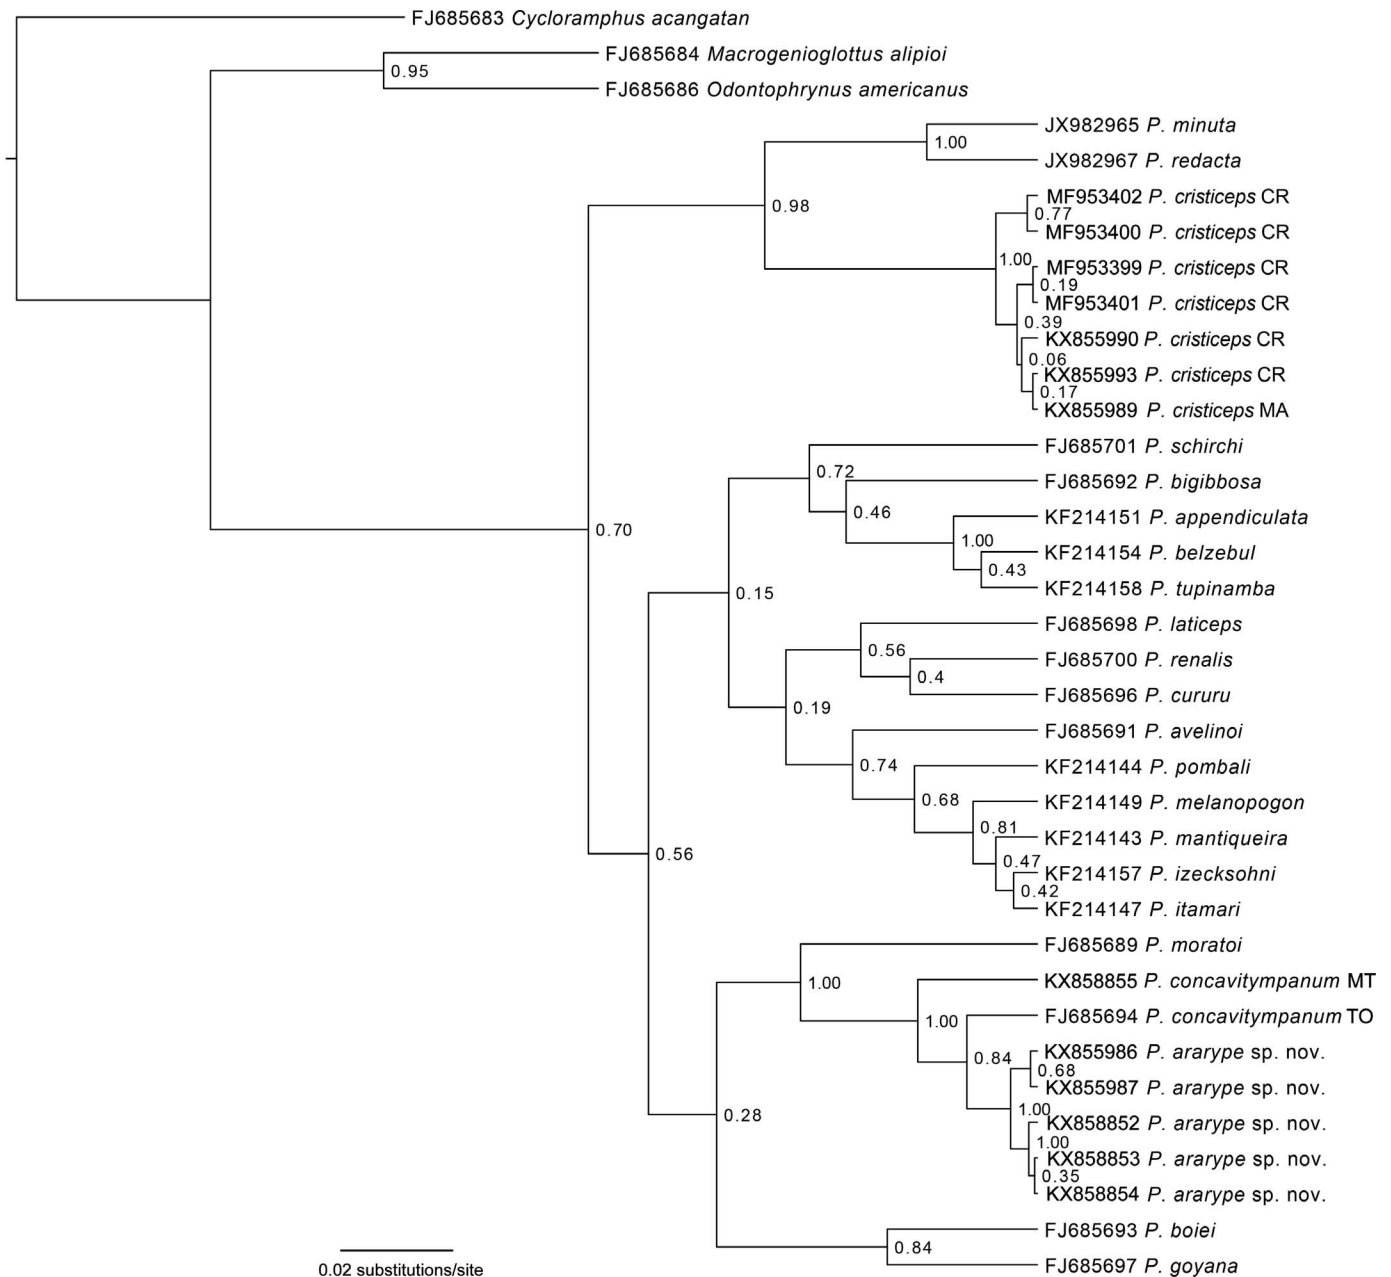 FJ685683 Cycloramphus acangatan
FJ685684 Macrogenioglottus alipioi
0.95
FJ685686 Odontophrynus americanus
JX982965 P. minuta
1.00
JX982967 P. redacta
0.98
MF953402 P. cristiceps CR
0.77
MF953400 P. cristiceps CR
1.00
MF953399 P. cristiceps CR
0.19
MF953401 P. cristiceps CR
0.39
KX855990 P. cristiceps CR
0.06
KX855993 P. cristiceps CR
0.17
KX855989 P. cristiceps MA
FJ685701 P. schirchi
0.72
FJ685692 P. bigibbosa
0.46
KF214151 P. appendiculata
1.00
KF214154 P. belzebul
0.43
KF214158 P. tupinamba
0.70
0.15
FJ685698 P. laticeps
0.56
FJ685700 P. renalis
0.4
FJ685696 P. cururu
0.19
FJ685691 P. avelinoi
0.74
KF214144 P. pombali
0.68
KF214149 P. melanopogon
0.81
KF214143 P. mantiqueira
0.47
KF214157 P. izecksohni
0.42
KF214147 P. itamari
0.56
FJ685689 P. moratoi
1.00
KX858855 P. concavitympanum MT
1.00
FJ685694 P. concavitympanum TO
0.84
KX855986 P. ararype sp. nov.
0.68
KX855987 P. ararype sp. nov.
1.00
KX858852 P. ararype sp. nov.
1.00
KX858853 P. ararype sp. nov.
0.35
KX858854 P. ararype sp. nov.
0.28
FJ685693 P. boiei
0.84
FJ685697 P. goyana
0.02 substitutions/site